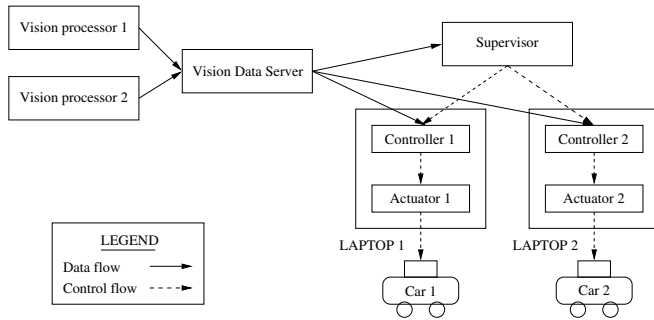 Vision processor 1
Vision processor 2
Vision Data Server
Supervisor
Controller 1
Controller 2
Actuator 1
Actuator 2
LAPTOP 1
LAPTOP 2
Car 1
Car 2
LEGEND
Data flow
Control flow